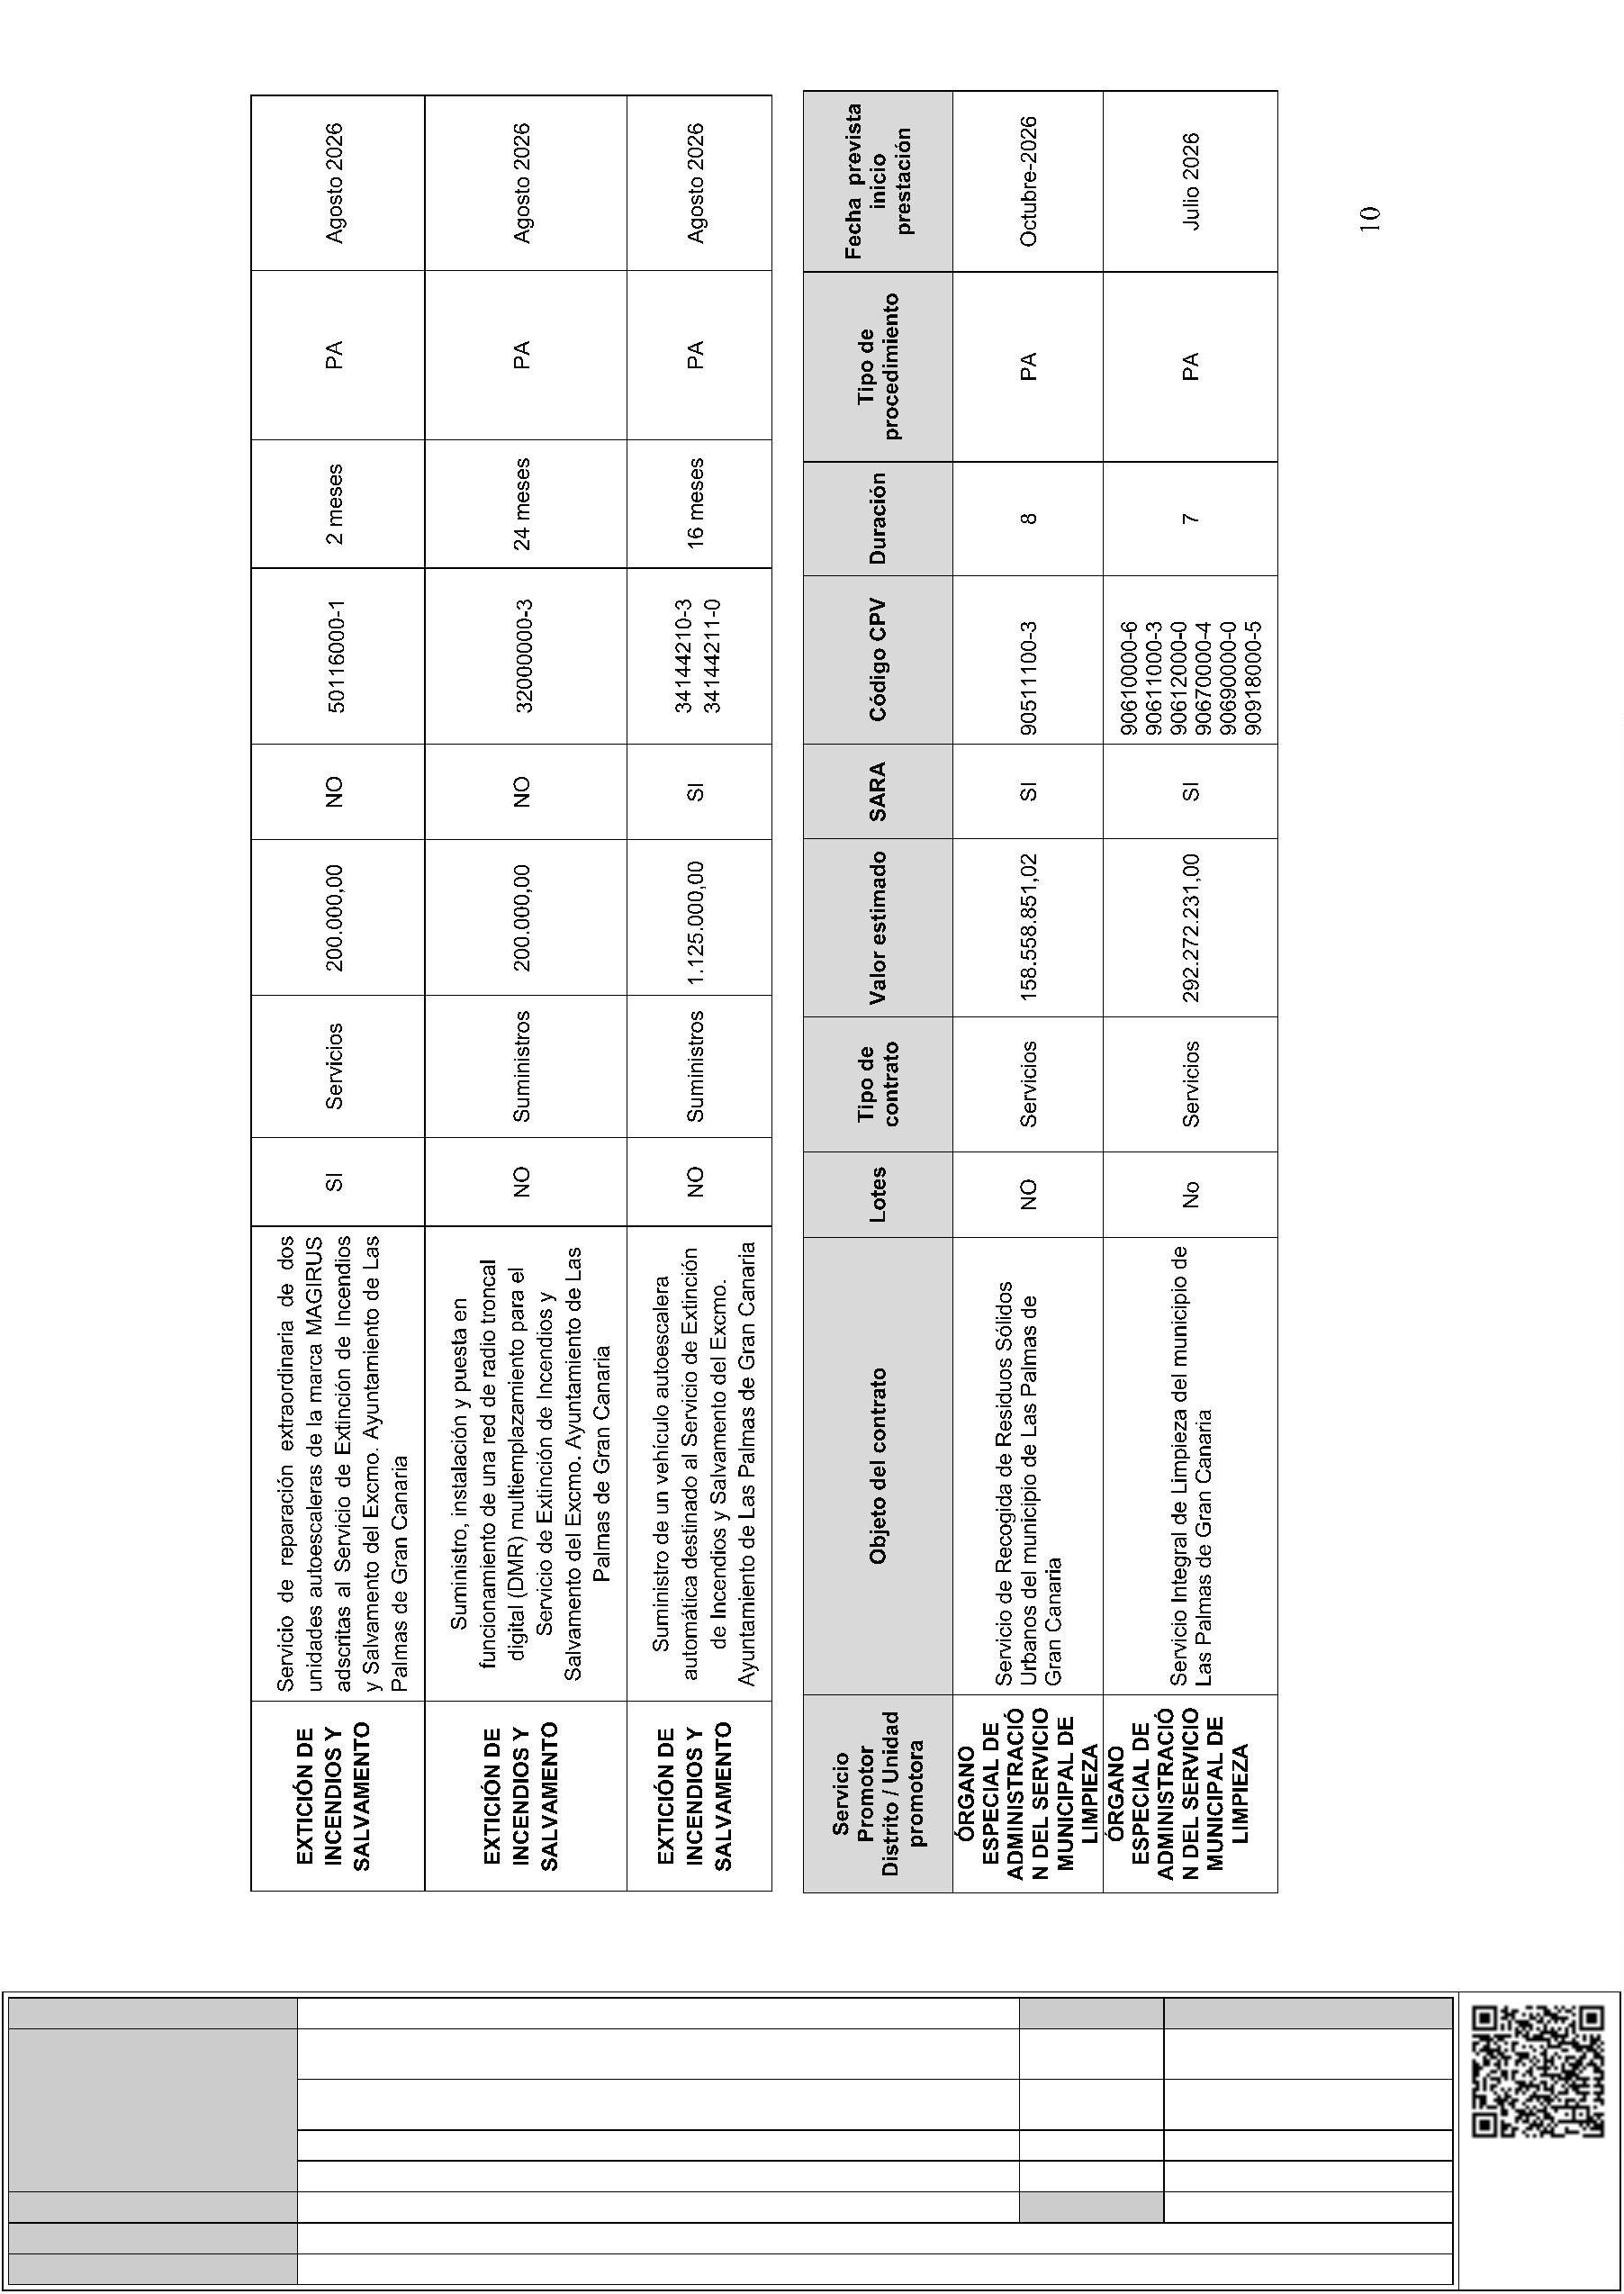 EXTICIÓN DE
INCENDIOS Y
SALVAMENTO
Servicio de reparación extraordinaria de dos
unidades autoescaleras de la marca MAGIRUS
adscritas al Servicio de Extinción de Incendios
y Salvamento del Excmo. Ayuntamiento de Las
Palmas de Gran Canaria
SI
Servicios
200.000,00
NO
50116000-1
2 meses
PA
Agosto 2026
EXTICIÓN DE
INCENDIOS Y
SALVAMENTO
Suministro, instalación y puesta en
funcionamiento de una red de radio troncal
digital (DMR) multiemplazamiento para el
Servicio de Extinción de Incendios y
Salvamento del Excmo. Ayuntamiento de Las
Palmas de Gran Canaria
NO
Suministros
200.000,00
NO
32000000-3
24 meses
PA
Agosto 2026
EXTICIÓN DE
INCENDIOS Y
SALVAMENTO
Suministro de un vehículo autoescalera
automática destinado al Servicio de Extinción
de Incendios y Salvamento del Excmo.
Ayuntamiento de Las Palmas de Gran Canaria
NO
Suministros
1.125.000,00
SI
34144210-3
34144211-0
16 meses
PA
Agosto 2026
Servicio
Promotor
Distrito / Unidad
promotora
Objeto del contrato
Lotes
Tipo de
contrato
Valor estimado
SARA
Código CPV
Duración
Tipo de
procedimiento
Fecha prevista
inicio
prestación
ÓRGANO
ESPECIAL DE
ADMINISTRACIÓ
N DEL SERVICIO
MUNICIPAL DE
LIMPIEZA
Servicio de Recogida de Residuos Sólidos
Urbanos del municipio de Las Palmas de
Gran Canaria
NO
Servicios
158.558.851,02
SI
90511100-3
8
PA
Octubre-2026
ÓRGANO
ESPECIAL DE
ADMINISTRACIÓ
N DEL SERVICIO
MUNICIPAL DE
LIMPIEZA
Servicio Integral de Limpieza del municipio de
Las Palmas de Gran Canaria
No
Servicios
292.272.231,00
SI
90610000-6
90611000-3
90612000-0
90670000-4
90690000-0
90918000-5
7
PA
Julio 2026
10